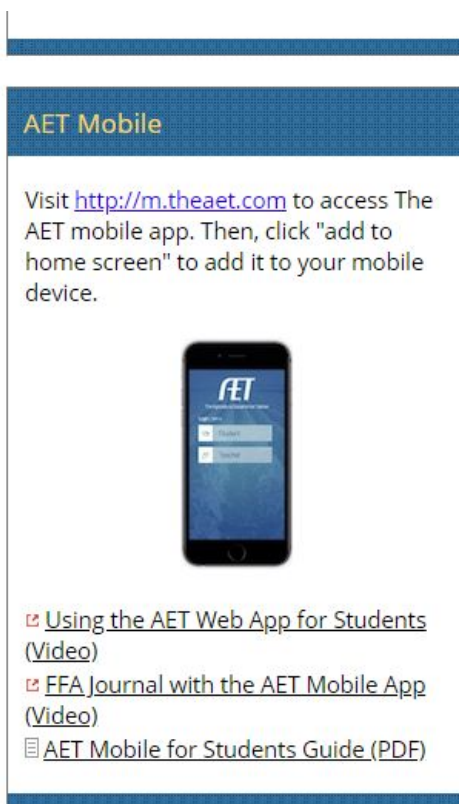 AET Mobile
Visit http://m.theaet.com to access The
AET mobile app. Then, click "add to
home screen" to add it to your mobile
device.
AET
Student
Teacher
Using the AET Web App for Students
(Video)
FFA Journal with the AET Mobile App
(Video)
AET Mobile for Students Guide (PDF)